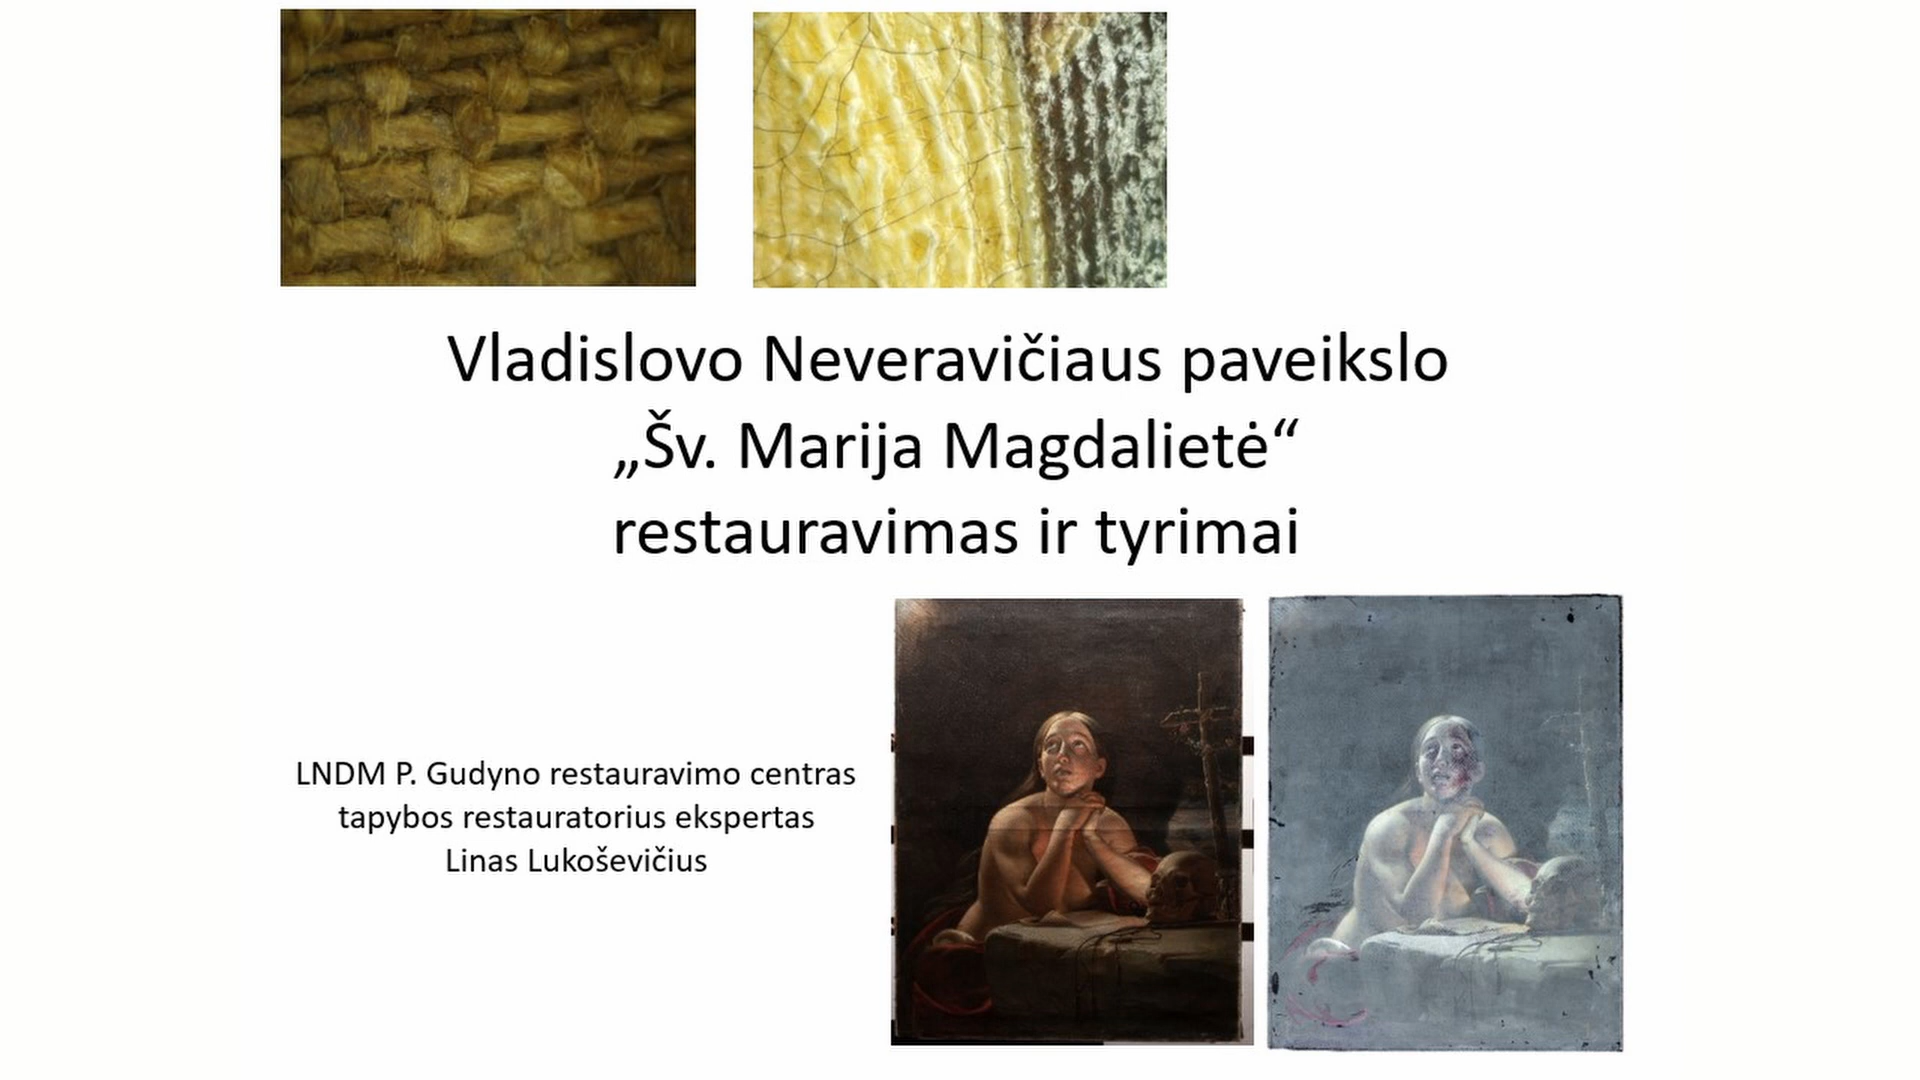 Vladislovo Neveravičiaus paveikslo
„Šv. Marija Magdalietė“
restauravimas ir tyrimai
LNDM P. Gudyno restauravimo centras
tapybos restauratorius ekspertas
Linas Lukoševičius